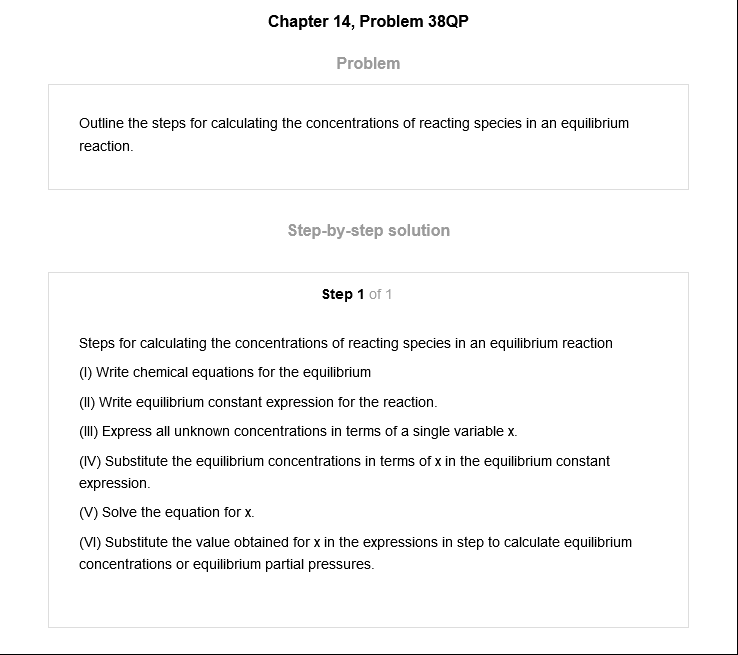 Chapter 14, Problem 38QP
Problem
Outline the steps for calculating the concentrations of reacting species in an equilibrium
reaction.
Step-by-step solution
Step 1 of 1
Steps for calculating the concentrations of reacting species in an equilibrium reaction
(I) Write chemical equations for the equilibrium
(II) Write equilibrium constant expression for the reaction.
(III) Express all unknown concentrations in terms of a single variable x.
(IV) Substitute the equilibrium concentrations in terms of x in the equilibrium constant
expression.
(V) Solve the equation for x.
(VI) Substitute the value obtained for x in the expressions in step to calculate equilibrium
concentrations or equilibrium partial pressures.